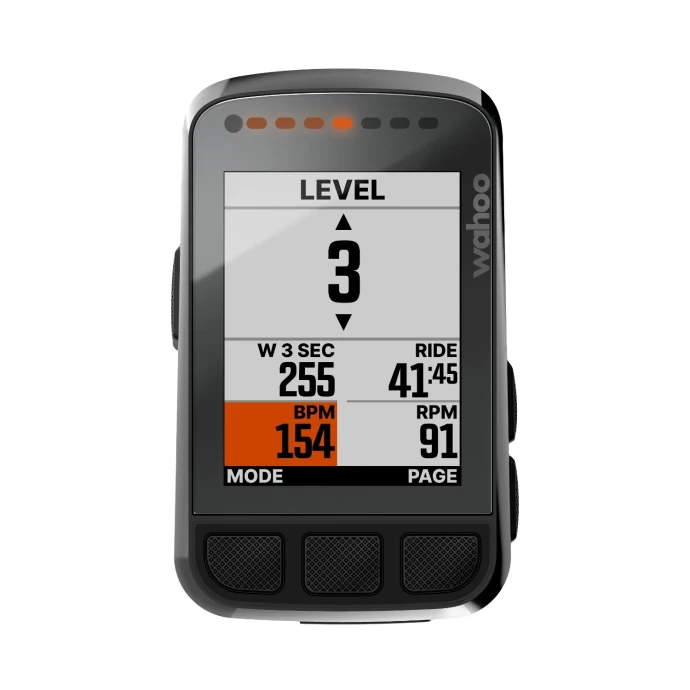 LEVEL
wahoo
3
W 3 SEC RIDE
255 41:45
BPM RPM
154 91
MODE PAGE